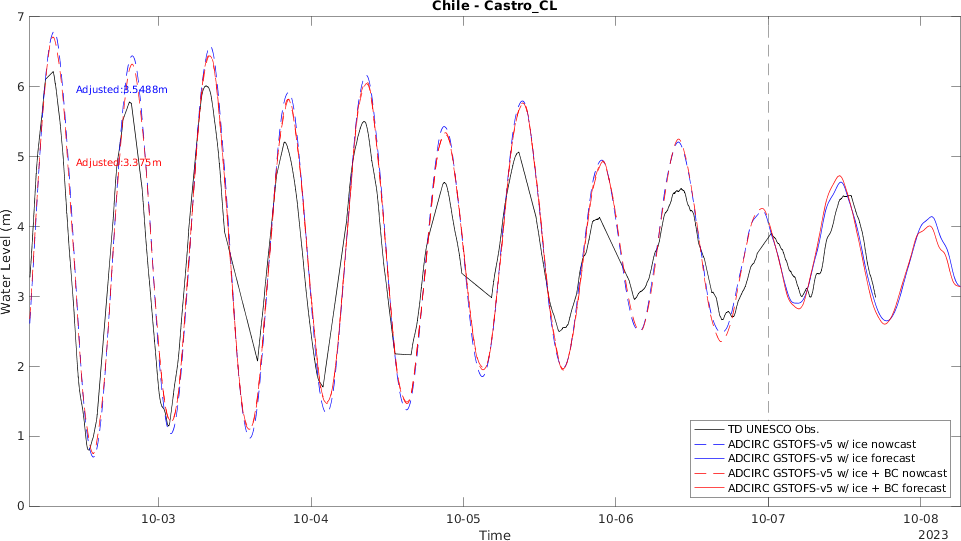 Chile - Castro_CL
7
6
5
4
3
2
1
0
Water Level (m)
Adjusted:3.5488m
Adjusted:3.375m
TD UNESCO Obs.
ADCIRC GSTOFS-v5 w/ ice nowcast
ADCIRC GSTOFS-v5 w/ ice forecast
ADCIRC GSTOFS-v5 w/ ice + BC nowcast
ADCIRC GSTOFS-v5 w/ ice + BC forecast
10-03 10-04 10-05 10-06 10-07 10-08
Time 2023